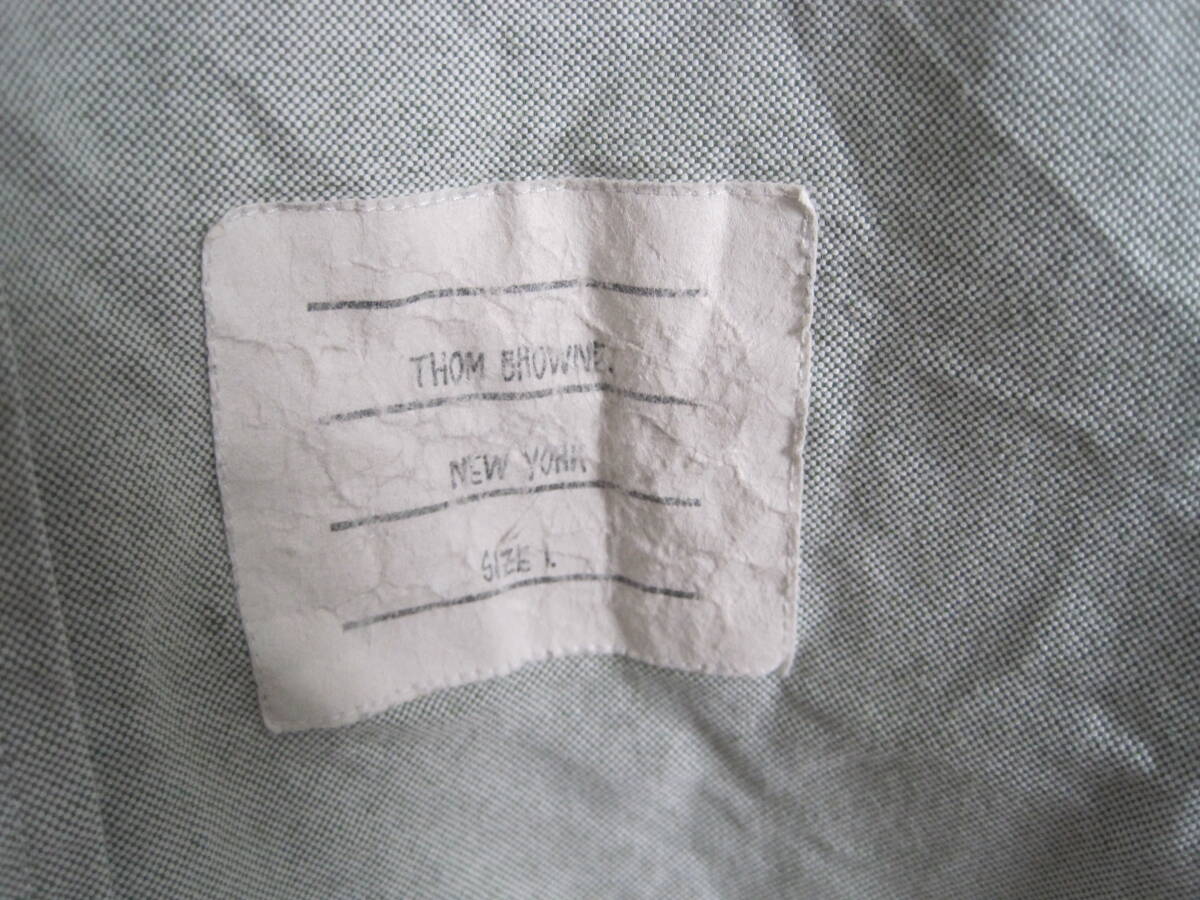 THOM BROWNE.
NEW YORK
SIZE 1.